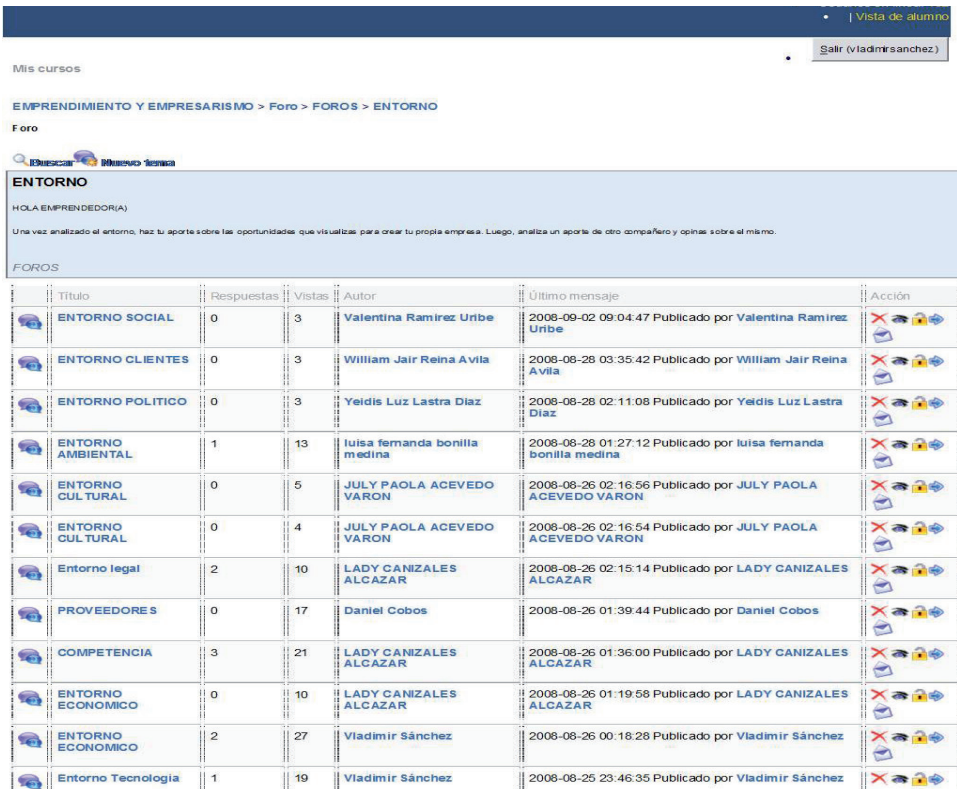 | Vista de alumno
Salir (vladimirsanchez)
Mis cursos
EMPRENDIMIENTO Y EMPRESARISMO > Foro > FOROS > ENTORNO
Foro
Buscar Nuevo tema
ENTORNO
HOLA EMPRENDEDOR(A)
Una vez analizado el entorno, haz tu aporte sobre las oportunidades que visualizas para crear tu propia empresa. Luego, analiza un aporte de otro compañero y opinas sobre el mismo.
FOROS
Título Respuestas Vistas Autor Último mensaje Acción
ENTORNO SOCIAL 0 3 Valentina Ramirez Uribe 2008-09-02 09:04:47 Publicado por Valentina Ramirez
Uribe
ENTORNO CLIENTES 0 3 William Jair Reina Avila 2008-08-28 03:35:42 Publicado por William Jair Reina
Avila
ENTORNO POLITICO 0 3 Yeidis Luz Lastra Diaz 2008-08-28 02:11:08 Publicado por Yeidis Luz Lastra
Diaz
ENTORNO 1 13 luisa fernanda bonilla 2008-08-28 01:27:12 Publicado por luisa fernanda
AMBIENTAL medina bonilla medina
ENTORNO 0 5 JULY PAOLA ACEVEDO 2008-08-26 02:16:56 Publicado por JULY PAOLA
CULTURAL VARON ACEVEDO VARON
ENTORNO 0 4 JULY PAOLA ACEVEDO 2008-08-26 02:16:54 Publicado por JULY PAOLA
CULTURAL VARON ACEVEDO VARON
Entorno legal 2 10 LADY CANIZALES 2008-08-26 02:15:14 Publicado por LADY CANIZALES
ALCAZAR ALCAZAR
PROVEEDORES 0 17 Daniel Cobos 2008-08-26 01:39:44 Publicado por Daniel Cobos
COMPETENCIA 3 21 LADY CANIZALES 2008-08-26 01:36:00 Publicado por LADY CANIZALES
ALCAZAR ALCAZAR
ENTORNO 0 10 LADY CANIZALES 2008-08-26 01:19:58 Publicado por LADY CANIZALES
ECONOMICO ALCAZAR ALCAZAR
ENTORNO 2 27 Vladimir Sánchez 2008-08-26 00:18:28 Publicado por Vladimir Sánchez
ECONOMICO
Entorno Tecnologia 1 19 Vladimir Sánchez 2008-08-25 23:46:35 Publicado por Vladimir Sánchez